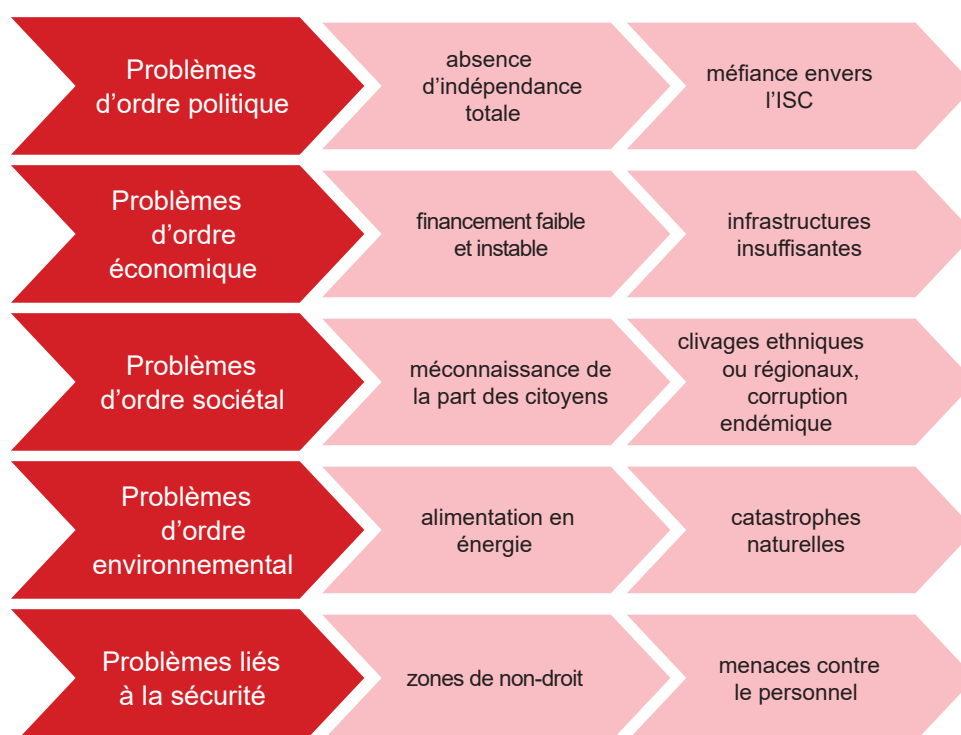 Problèmes
d'ordre politique
absence
d'indépendance
totale
méfiance envers
l'ISC
Problèmes
d'ordre
économique
financement faible
et instable
infrastructures
insuffisantes
Problèmes
d'ordre sociétal
méconnaissance de
la part des citoyens
clivages ethniques
ou régionaux,
corruption
endémique
Problèmes
d'ordre
environnemental
alimentation en
énergie
catastrophes
naturelles
Problèmes liés
à la sécurité
zones de non-droit
menaces contre
le personnel